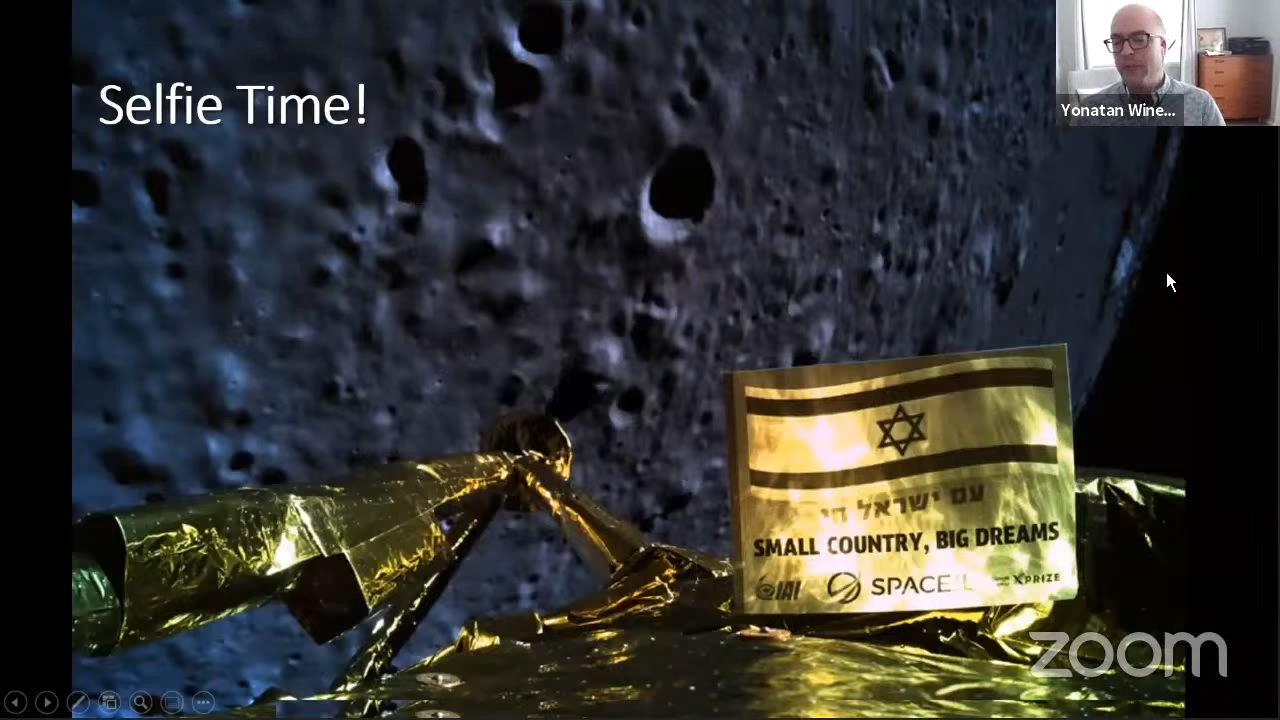 Selfie Time!
Yonatan Wine...
עם ישראל חי
SMALL COUNTRY, BIG DREAMS
IAI SPACEIL XPRIZE
zoom